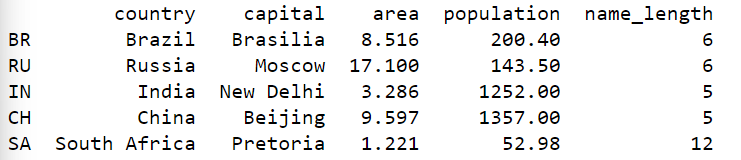 country capital area population name_length
BR Brazil Brasilia 8.516 200.40 6
RU Russia Moscow 17.100 143.50 6
IN India New Delhi 3.286 1252.00 5
CH China Beijing 9.597 1357.00 5
SA South Africa Pretoria 1.221 52.98 12